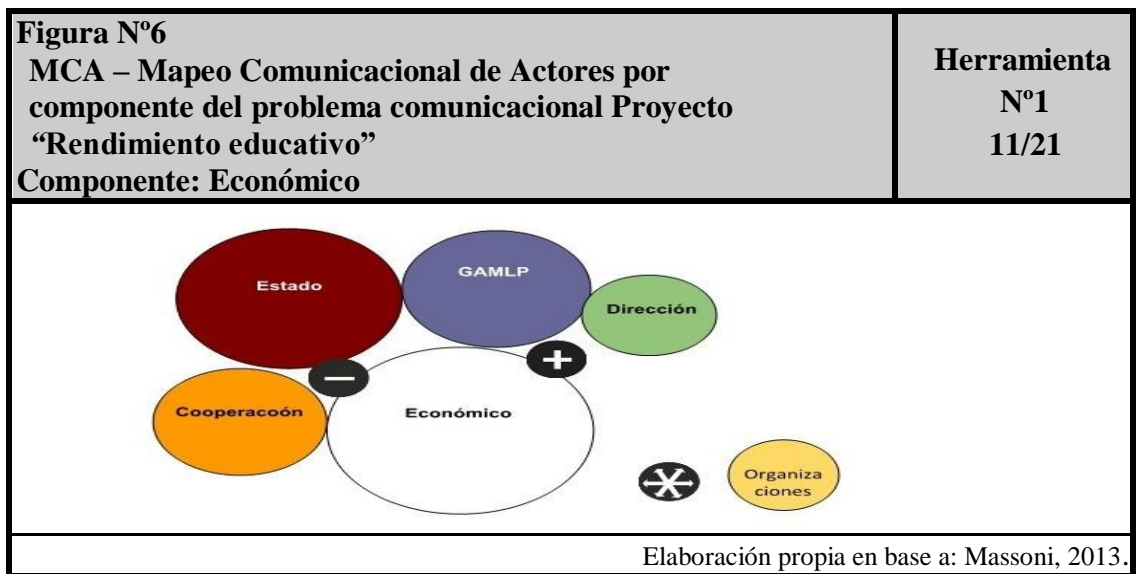 Figura Nº6
MCA – Mapeo Comunicacional de Actores por
componente del problema comunicacional Proyecto
“Rendimiento educativo”
Componente: Económico
Herramienta
Nº1
11/21
Estado
GAMLP
Dirección
+
−
Cooperacoón
Económico
Organiza
ciones
Elaboración propia en base a: Massoni, 2013.